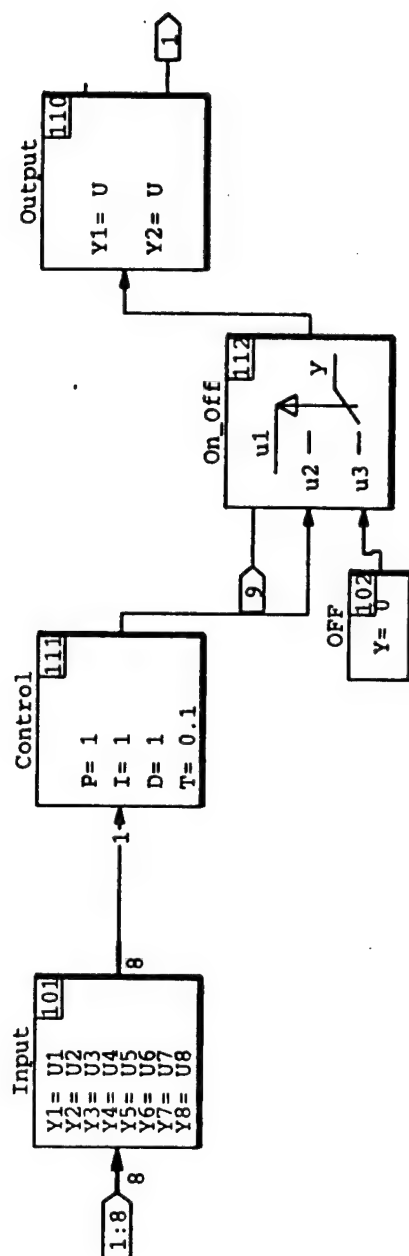 1:8
8
Input
101
Y1= U1
Y2= U2
Y3= U3
Y4= U4
Y5= U5
Y6= U6
Y7= U7
Y8= U8
8
1
Control
111
P= 1
I= 1
D= 1
T= 0.1
9
OFF
102
Y= 0
On_Off
112
u1
u2
u3
y
Output
110
Y1= U
Y2= U
1